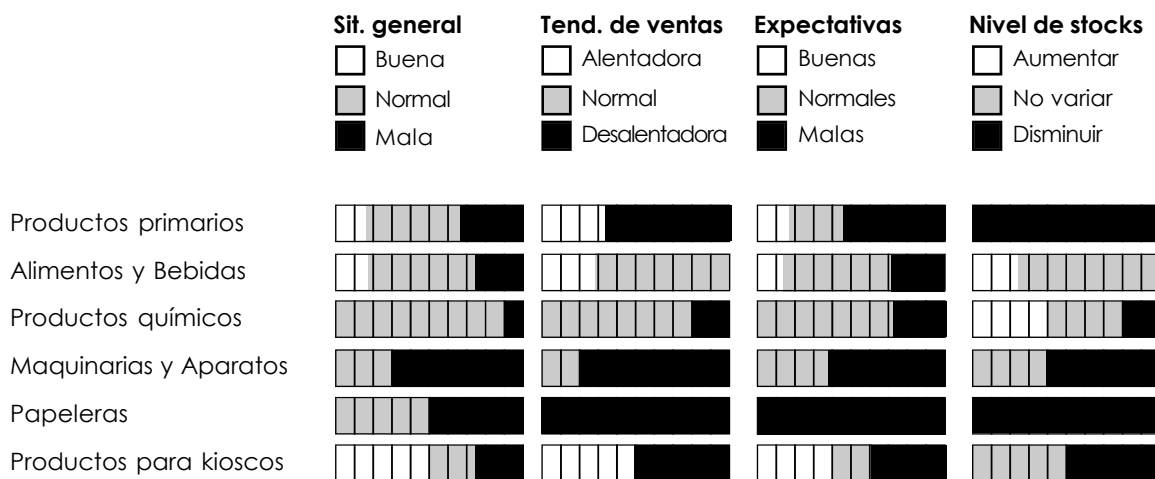 Sit. general Tend. de ventas Expectativas Nivel de stocks
Buena Alentadora Buenas Aumentar
Normal Normal Normales No variar
Mala Desalentadora Malas Disminuir
Productos primarios
Alimentos y Bebidas
Productos químicos
Maquinarias y Aparatos
Papeleras
Productos para kioscos